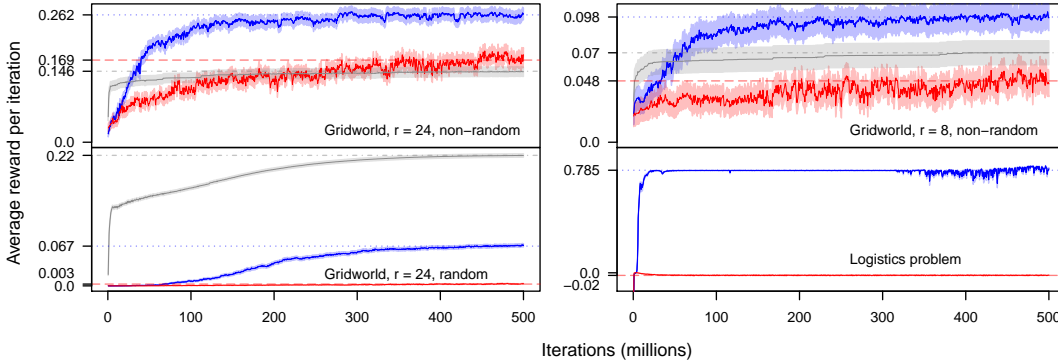 Average reward per iteration
0.262
0.169
0.146
0.0
Gridworld, r = 24, non-random
0.098
0.07
0.048
0.0
Gridworld, r = 8, non-random
0.22
0.067
0.003
0.0
Gridworld, r = 24, random
0 100 200 300 400 500
0.785
0.0
−0.02
Logistics problem
0 100 200 300 400 500
Iterations (millions)